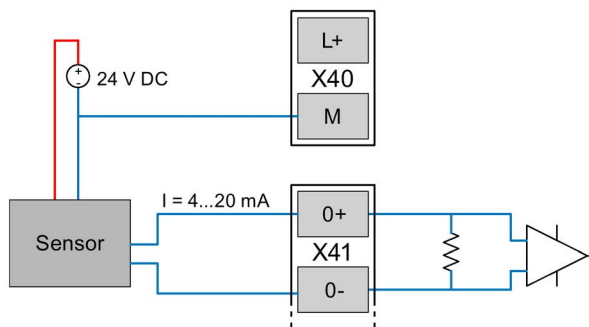 L+
+
-
24 V DC
X40
M
I = 4...20 mA
0+
Sensor
X41
0-